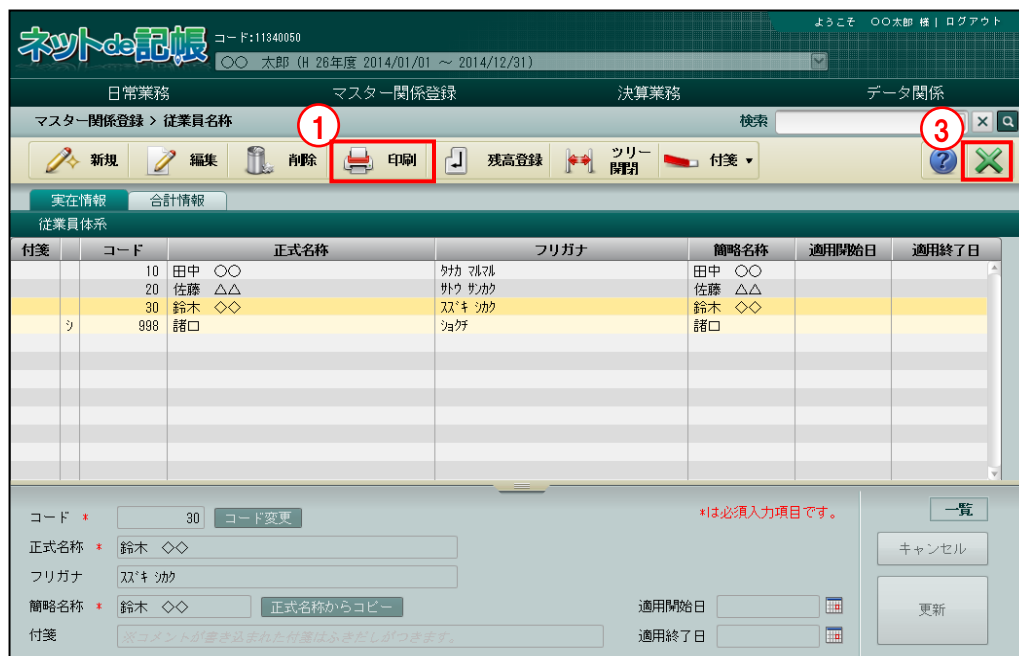 ようこそ 〇〇太郎 様 | ログアウト
ネットde記帳 コード:11340050
〇〇 太郎 (H 26年度 2014/01/01 ～ 2014/12/31)
日常業務 マスター関係登録 決算業務 データ関係
マスター関係登録 > 従業員名称 検索
1 3
新規 編集 削除 印刷 残高登録 ツリー開閉 付箋 ▼ ?
実在情報 合計情報
従業員体系
付箋 コード 正式名称 フリガナ 簡略名称 適用開始日 適用終了日
10 田中 〇〇 ﾀﾅｶ ﾏﾙﾏﾙ 田中 〇〇
20 佐藤 △△ ｻﾄｳ ｻﾝｶｸ 佐藤 △△
30 鈴木 ◇◇ ｽｽﾞｷ ｼｶｸ 鈴木 ◇◇
ｼ 998 諸口 ｼｮｸﾁ 諸口
コード * 30 コード変更 *は必須入力項目です。 一覧
正式名称 * 鈴木 ◇◇ キャンセル
フリガナ ｽｽﾞｷ ｼｶｸ
簡略名称 * 鈴木 ◇◇ 正式名称からコピー 適用開始日 更新
付箋 ※コメントが書き込まれた付箋はふきだしがつきます。 適用終了日